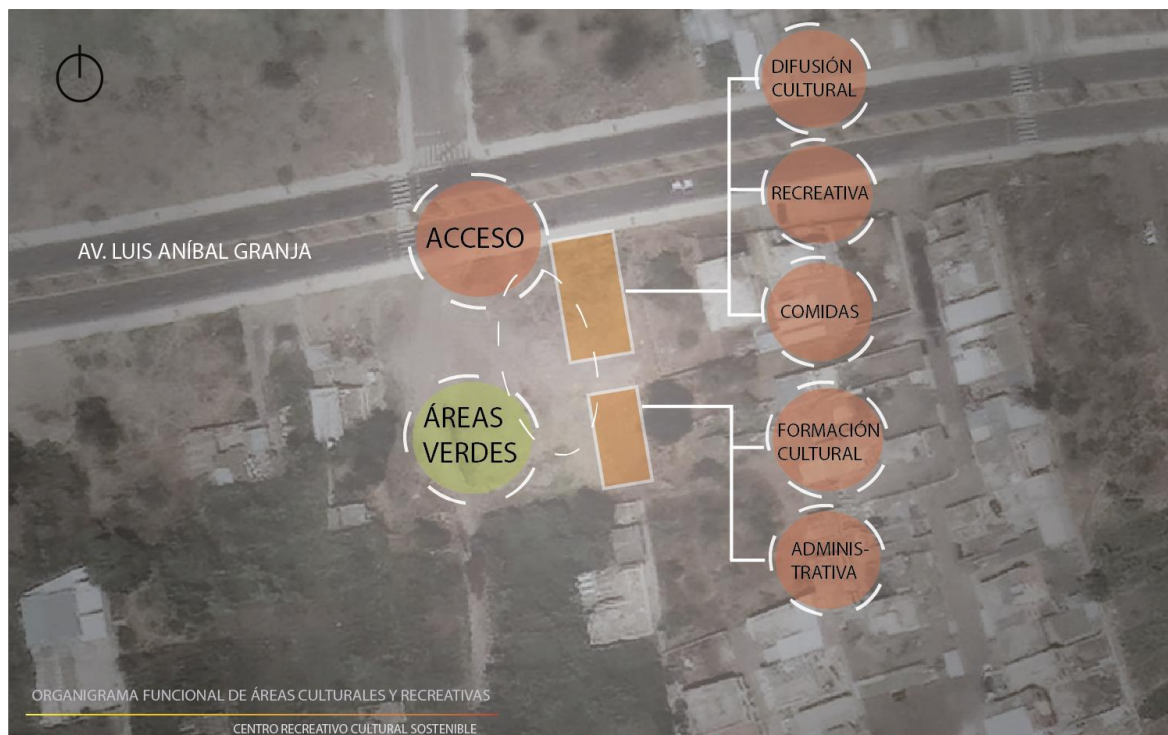 DIFUSIÓN
CULTURAL
RECREATIVA
ACCESO
AV. LUIS ANÍBAL GRANJA
COMIDAS
ÁREAS
VERDES
FORMACIÓN
CULTURAL
ADMINIS-
TRATIVA
ORGANIGRAMA FUNCIONAL DE ÁREAS CULTURALES Y RECREATIVAS
CENTRO RECREATIVO CULTURAL SOSTENIBLE